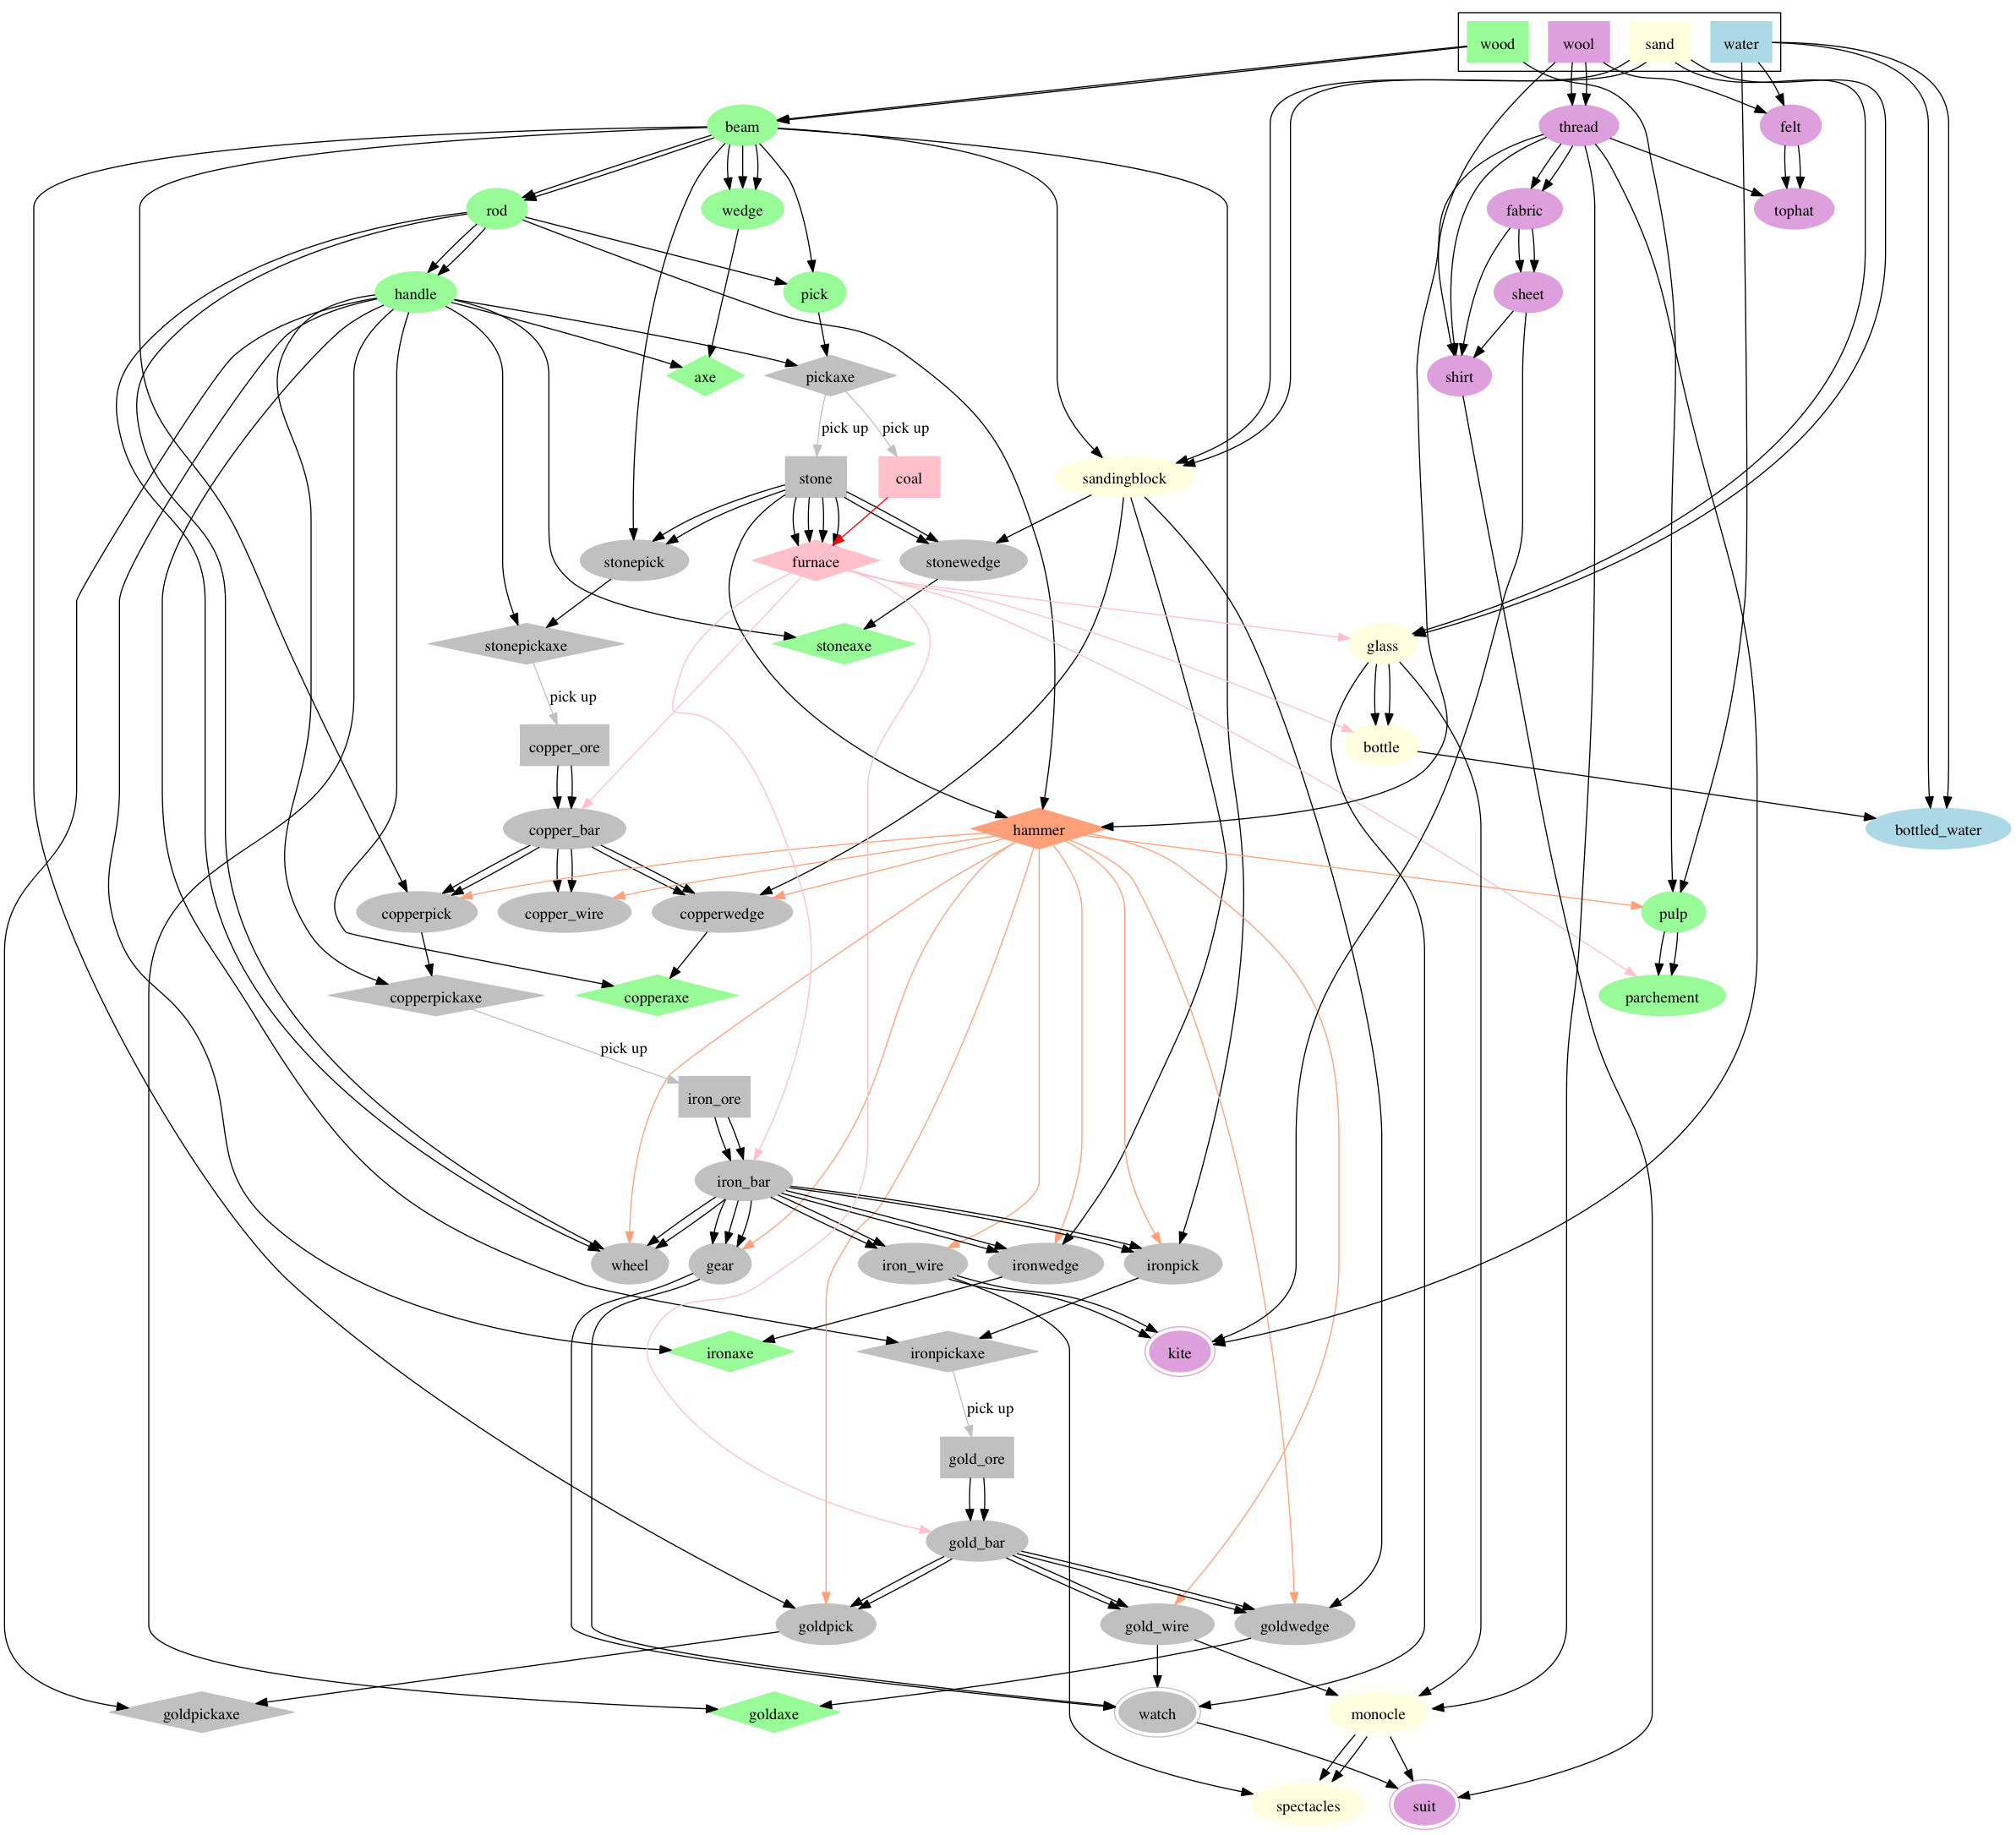 wood wool sand water
beam thread felt
rod wedge fabric tophat
handle pick sheet
axe pickaxe shirt
pick up pick up
stone coal sandingblock
stonepick furnace stonewedge
stonepickaxe stoneaxe glass
pick up
copper_ore bottle
copper_bar hammer bottled_water
copperpick copper_wire copperwedge pulp
copperpickaxe copperaxe parchement
pick up
iron_ore
iron_bar
wheel gear iron_wire ironwedge ironpick
ironaxe ironpickaxe kite
pick up
gold_ore
gold_bar
goldpick gold_wire goldwedge
goldpickaxe goldaxe watch monocle
spectacles suit